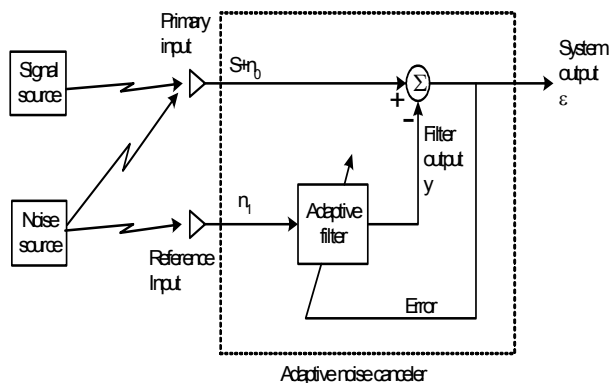 Primary
input
Signal
source
S+n0
Σ
+
-
System
output
ε
Filter
output
y
Noise
source
n1
Adaptive
filter
Reference
Input
Error
Adaptive noise canceler